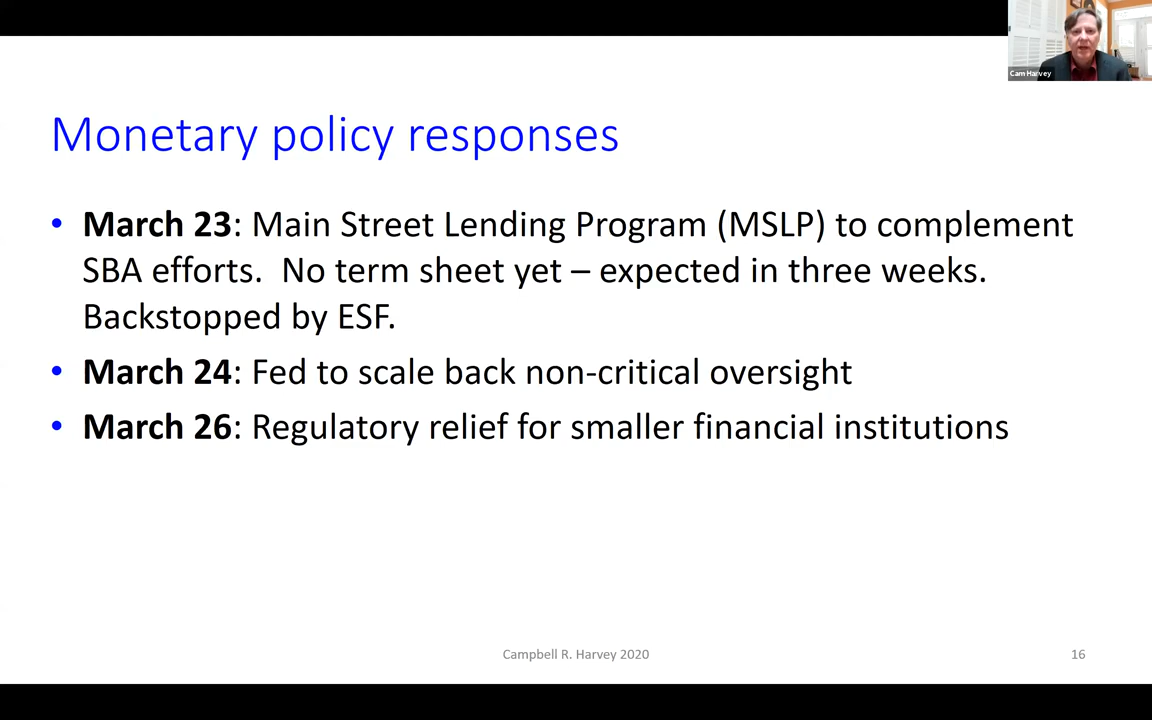 Cam Harvey
Monetary policy responses
• March 23: Main Street Lending Program (MSLP) to complement
SBA efforts.  No term sheet yet – expected in three weeks.
Backstopped by ESF.
• March 24: Fed to scale back non-critical oversight
• March 26: Regulatory relief for smaller financial institutions
Campbell R. Harvey 2020
16